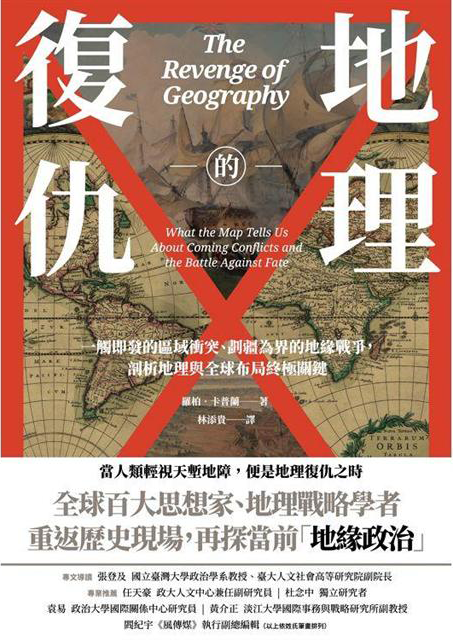 地理
的
復仇
The
Revenge of
Geography
What the Map Tells Us
About Coming Conflicts and
the Battle Against Fate
一觸即發的區域衝突、劃疆為界的地緣戰爭，
剖析地理與全球布局終極關鍵
羅柏・卡普蘭——著
林添貴——譯
TERRARUM
ORBIS
當人類輕視天塹地障，便是地理復仇之時
全球百大思想家、地理戰略學者
重返歷史現場，再探當前「地緣政治」
專文導讀 張登及 國立臺灣大學政治學系教授、臺大人文社會高等研究院副院長
專業推薦 任天豪 政大人文中心兼任副研究員｜杜念中 獨立研究者
袁易 政治大學國際關係中心研究員｜黃介正 淡江大學國際事務與戰略研究所副教授
閻紀宇《風傳媒》執行副總編輯（以上依姓氏筆畫排列）